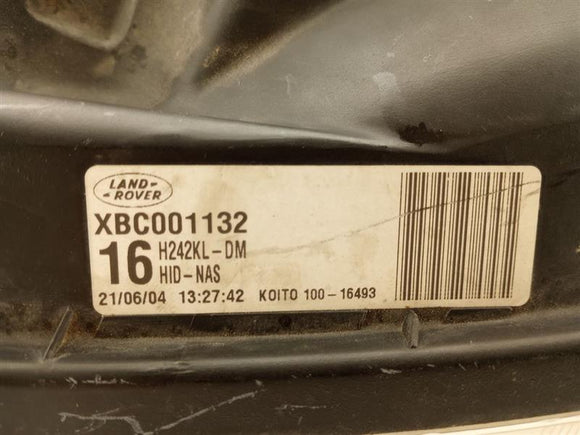 LAND-
-ROVER
XBC001132
16 H242KL-DM
HID-NAS
21/06/04 13:27:42 KOITO 100-16493